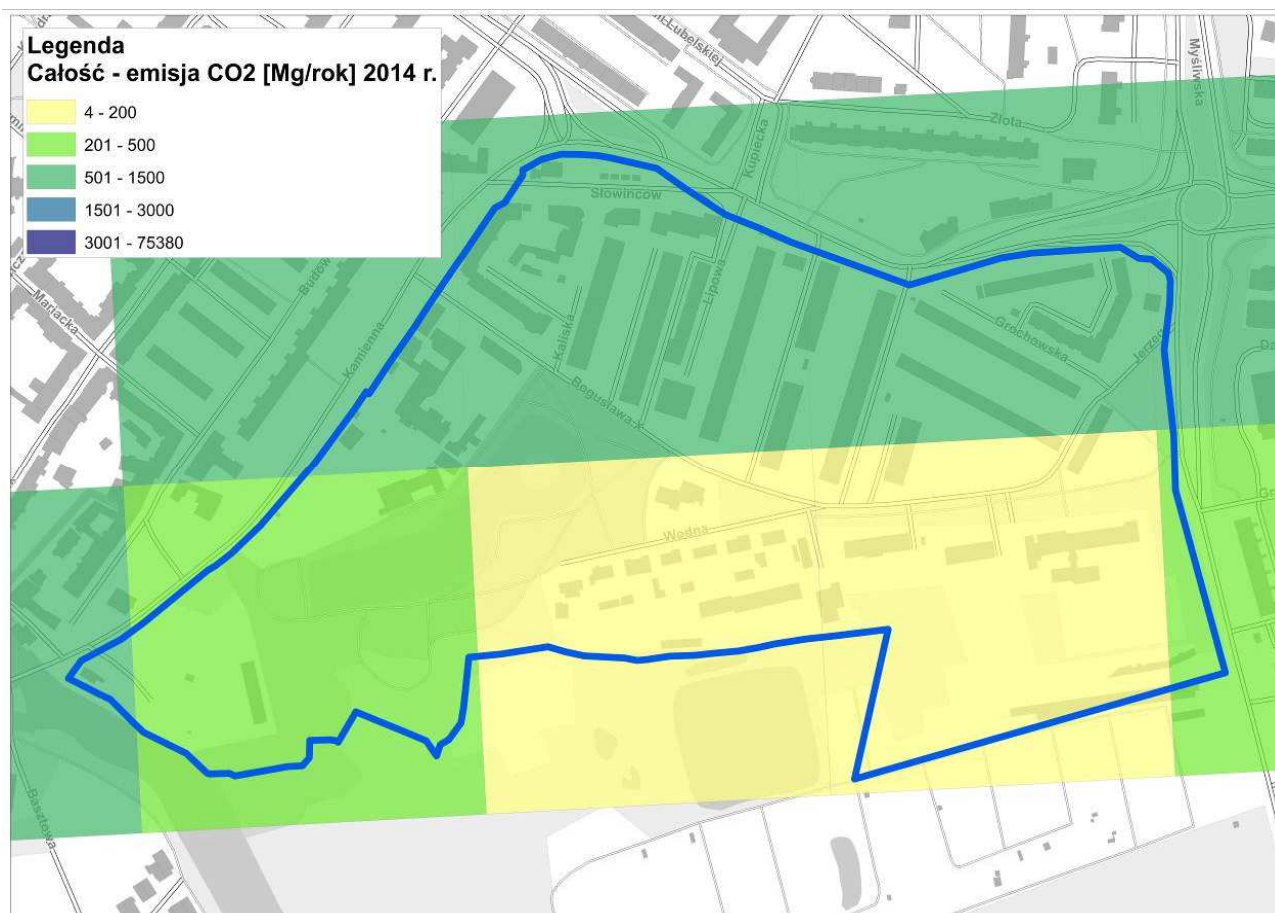 Legenda
Całość - emisja CO2 [Mg/rok] 2014 r.
4 - 200
201 - 500
501 - 1500
1501 - 3000
3001 - 75380
Lubelskiej
Myśliwska
Złota
Kupiecka
Słowińców
Mariacka
Kamienna
Kaliska
Lipowa
Grochowska
Bogusława X
Wodna
Basztowa